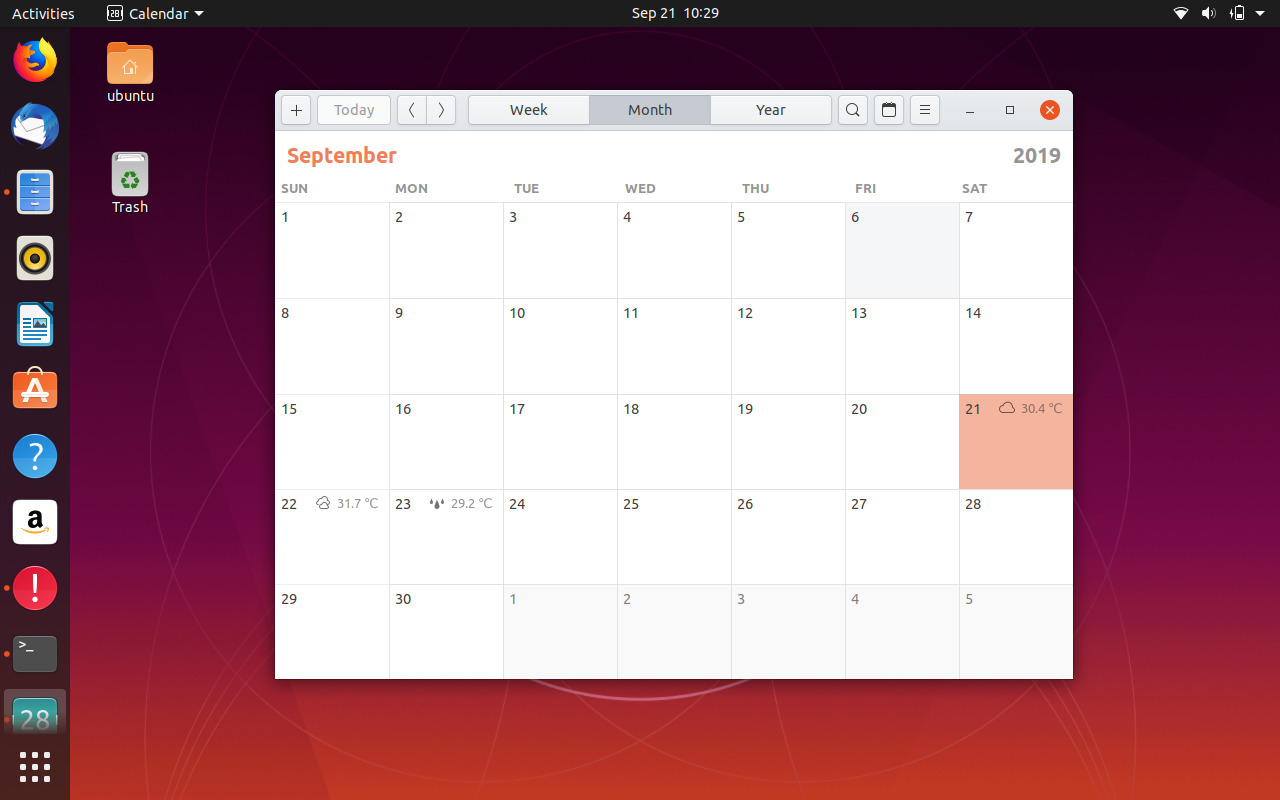 Activities
Calendar
Sep 21 10:29
ubuntu
Trash
Today
Week
Month
Year
September
2019
SUN MON TUE WED THU FRI SAT
1 2 3 4 5 6 7
8 9 10 11 12 13 14
15 16 17 18 19 20 21 30.4 °C
22 31.7 °C 23 29.2 °C 24 25 26 27 28
29 30 1 2 3 4 5
28